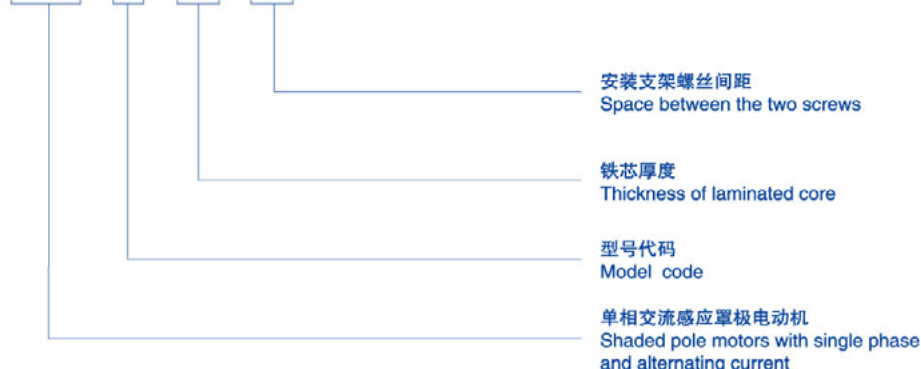 安装支架螺丝间距
Space between the two screws
铁芯厚度
Thickness of laminated core
型号代码
Model code
单相交流感应罩极电动机
Shaded pole motors with single phase
and alternating current